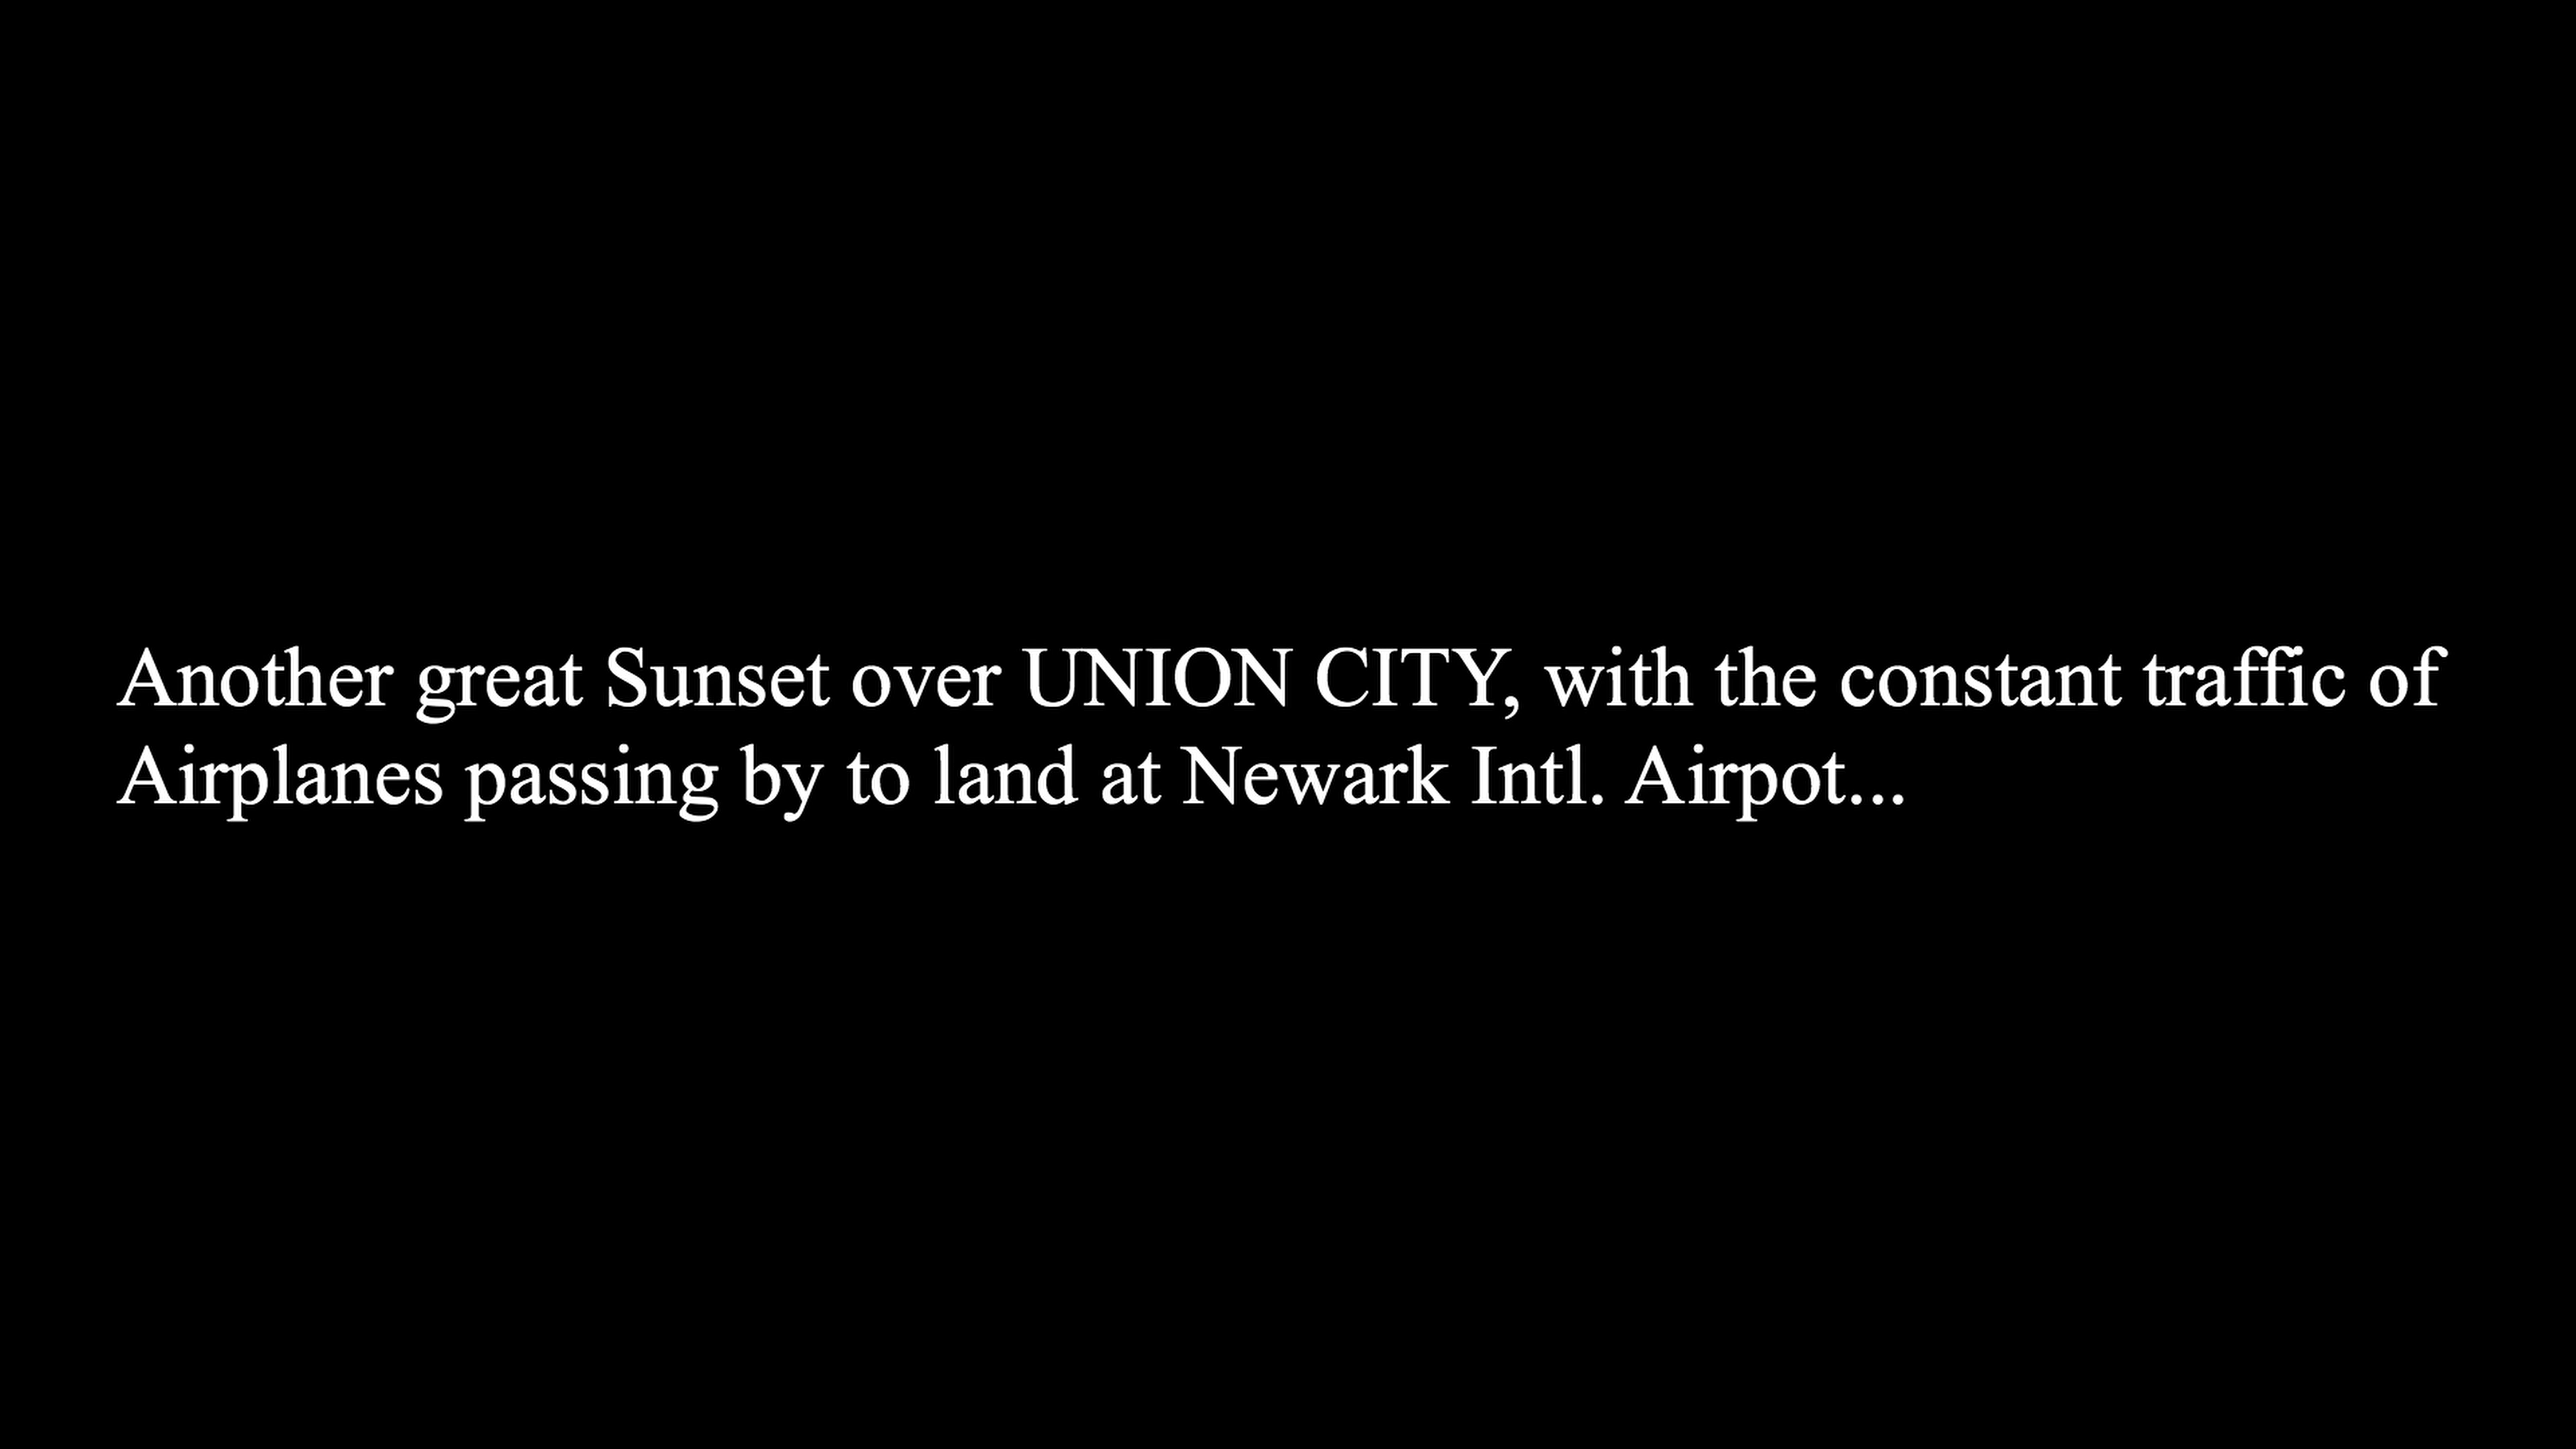 Another great Sunset over UNION CITY, with the constant traffic of
Airplanes passing by to land at Newark Intl. Airpot...